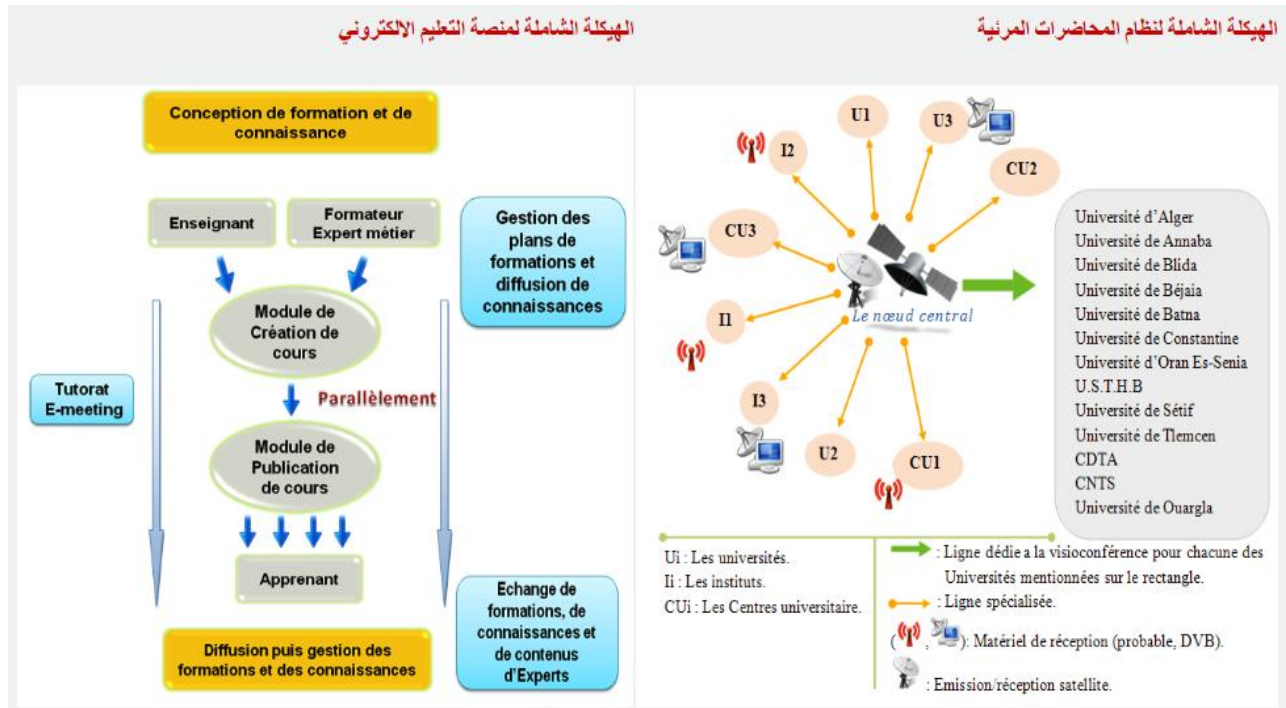 الهيكلة الشاملة لنظام المحاضرات المرئية
الهيكلة الشاملة لمنصة التعليم الالكتروني
Conception de formation et de
connaissance
Enseignant
Formateur
Expert métier
Gestion des
plans de
formations et
diffusion de
connaissances
Module de
Création de
cours
Tutorat
E-meeting
Parallèlement
Module de
Publication
de cours
Apprenant
Echange de
formations, de
connaissances et
de contenus
d'Experts
Diffusion puis gestion des
formations et des connaissances
U1
U3
I2
CU2
CU3
I1
Le nœud central
I3
U2
CU1
Université d'Alger
Université de Annaba
Université de Blida
Université de Béjaia
Université de Batna
Université de Constantine
Université d'Oran Es-Senia
U.S.T.H.B
Université de Sétif
Université de Tlemcen
CDTA
CNTS
Université de Ouargla
Ui : Les universités.
Ii : Les instituts.
CUi : Les Centres universitaire.
: Ligne dédie a la visioconférence pour chacune des
Universités mentionnées sur le rectangle.
: Ligne spécialisée.
( , ): Matériel de réception (probable, DVB).
: Emission/réception satellite.